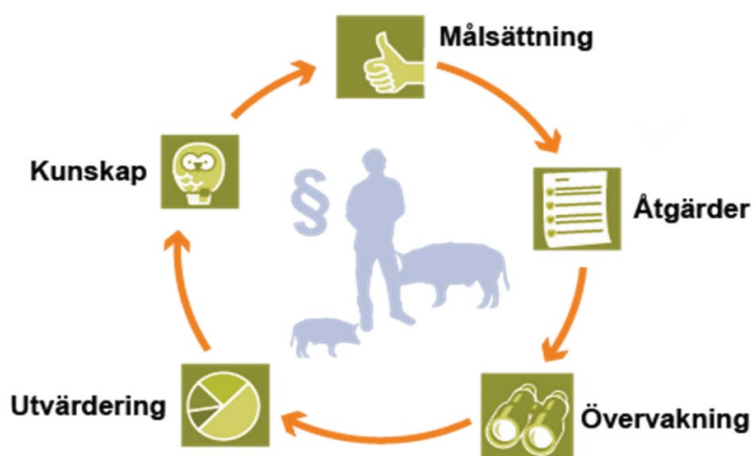 Målsättning
Kunskap
§
Åtgärder
Utvärdering
Övervakning